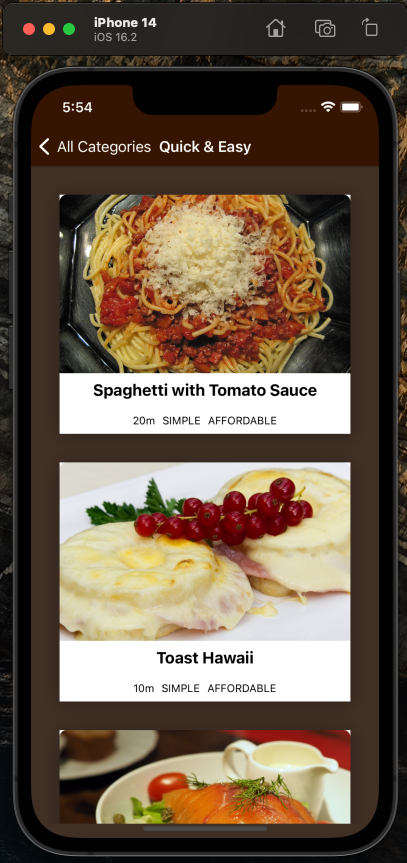 iPhone 14
iOS 16.2
5:54
All Categories Quick & Easy
Spaghetti with Tomato Sauce
20m SIMPLE AFFORDABLE
Toast Hawaii
10m SIMPLE AFFORDABLE